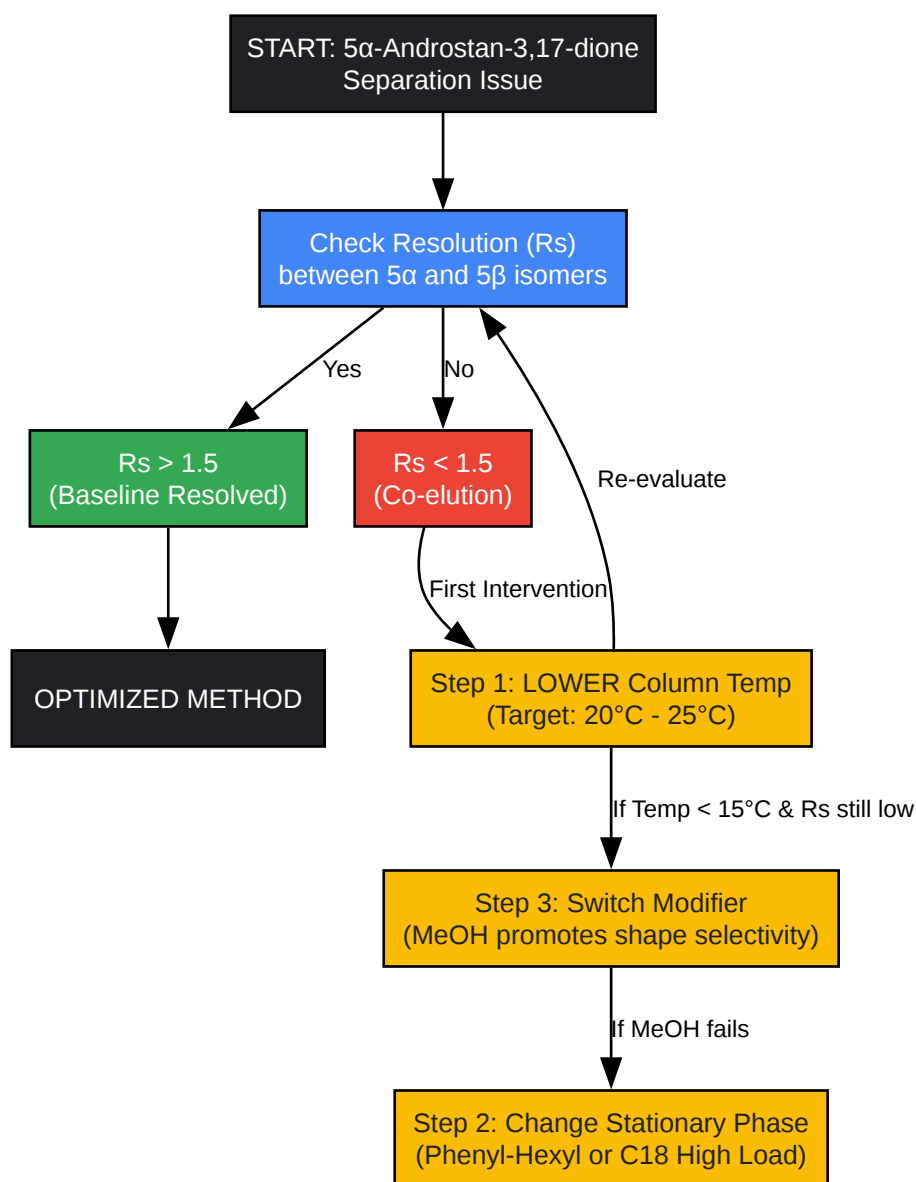 START: 5α-Androstan-3,17-dione
Separation Issue
Check Resolution (Rs)
between 5α and 5β isomers
Yes
No
Rs > 1.5
(Baseline Resolved)
Rs < 1.5
(Co-elution)
Re-evaluate
First Intervention
OPTIMIZED METHOD
Step 1: LOWER Column Temp
(Target: 20°C - 25°C)
If Temp < 15°C & Rs still low
Step 3: Switch Modifier
(MeOH promotes shape selectivity)
If MeOH fails
Step 2: Change Stationary Phase
(Phenyl-Hexyl or C18 High Load)